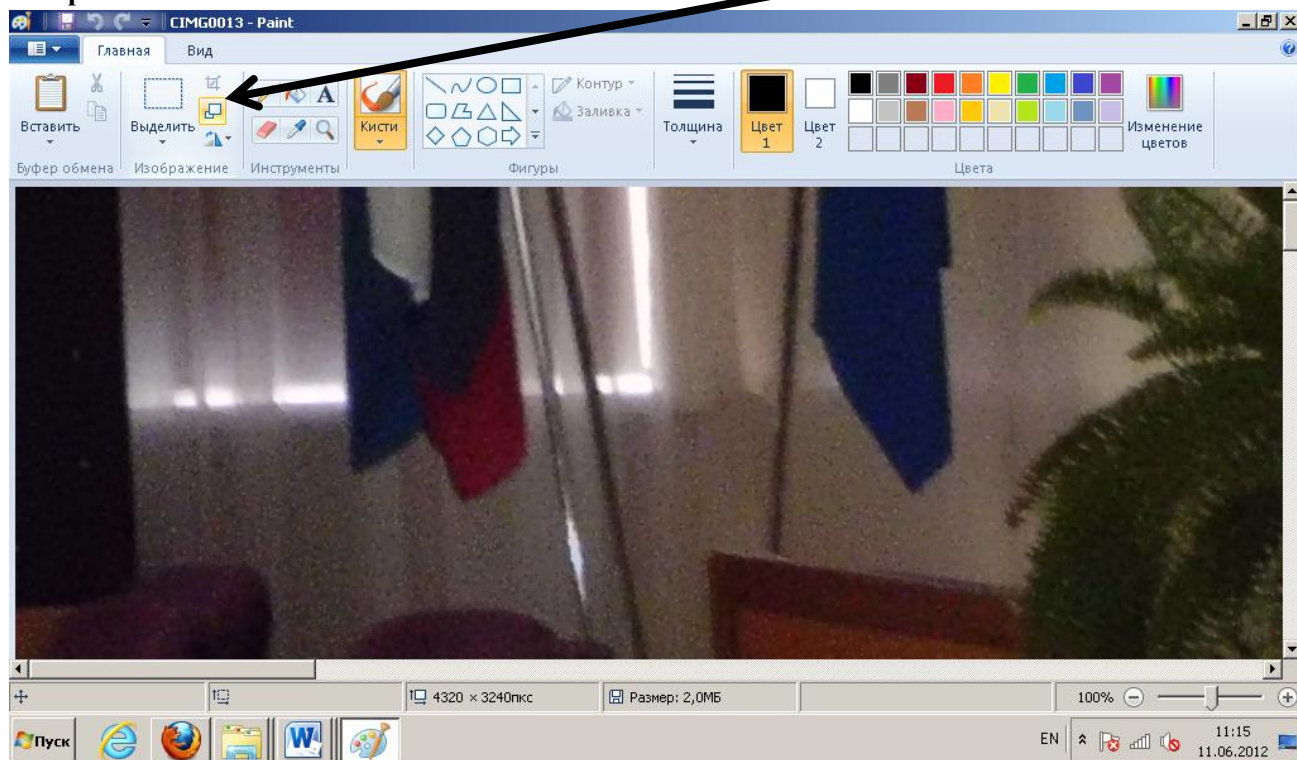 CIMG0013 - Paint
Главная Вид
Вставить
Выделить
A
Кисти
Контур
Заливка
Толщина
Цвет 1
Цвет 2
Изменение цветов
Буфер обмена Изображение Инструменты Фигуры Цвета
4320 × 3240пкс Размер: 2,0МБ 100%
Пуск W EN 11:15
11.06.2012